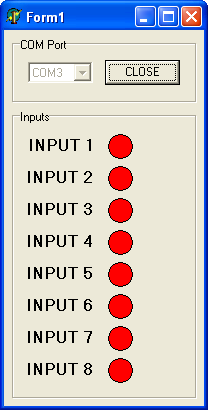 Form1
COM Port
COM3 CLOSE
Inputs
INPUT 1
INPUT 2
INPUT 3
INPUT 4
INPUT 5
INPUT 6
INPUT 7
INPUT 8